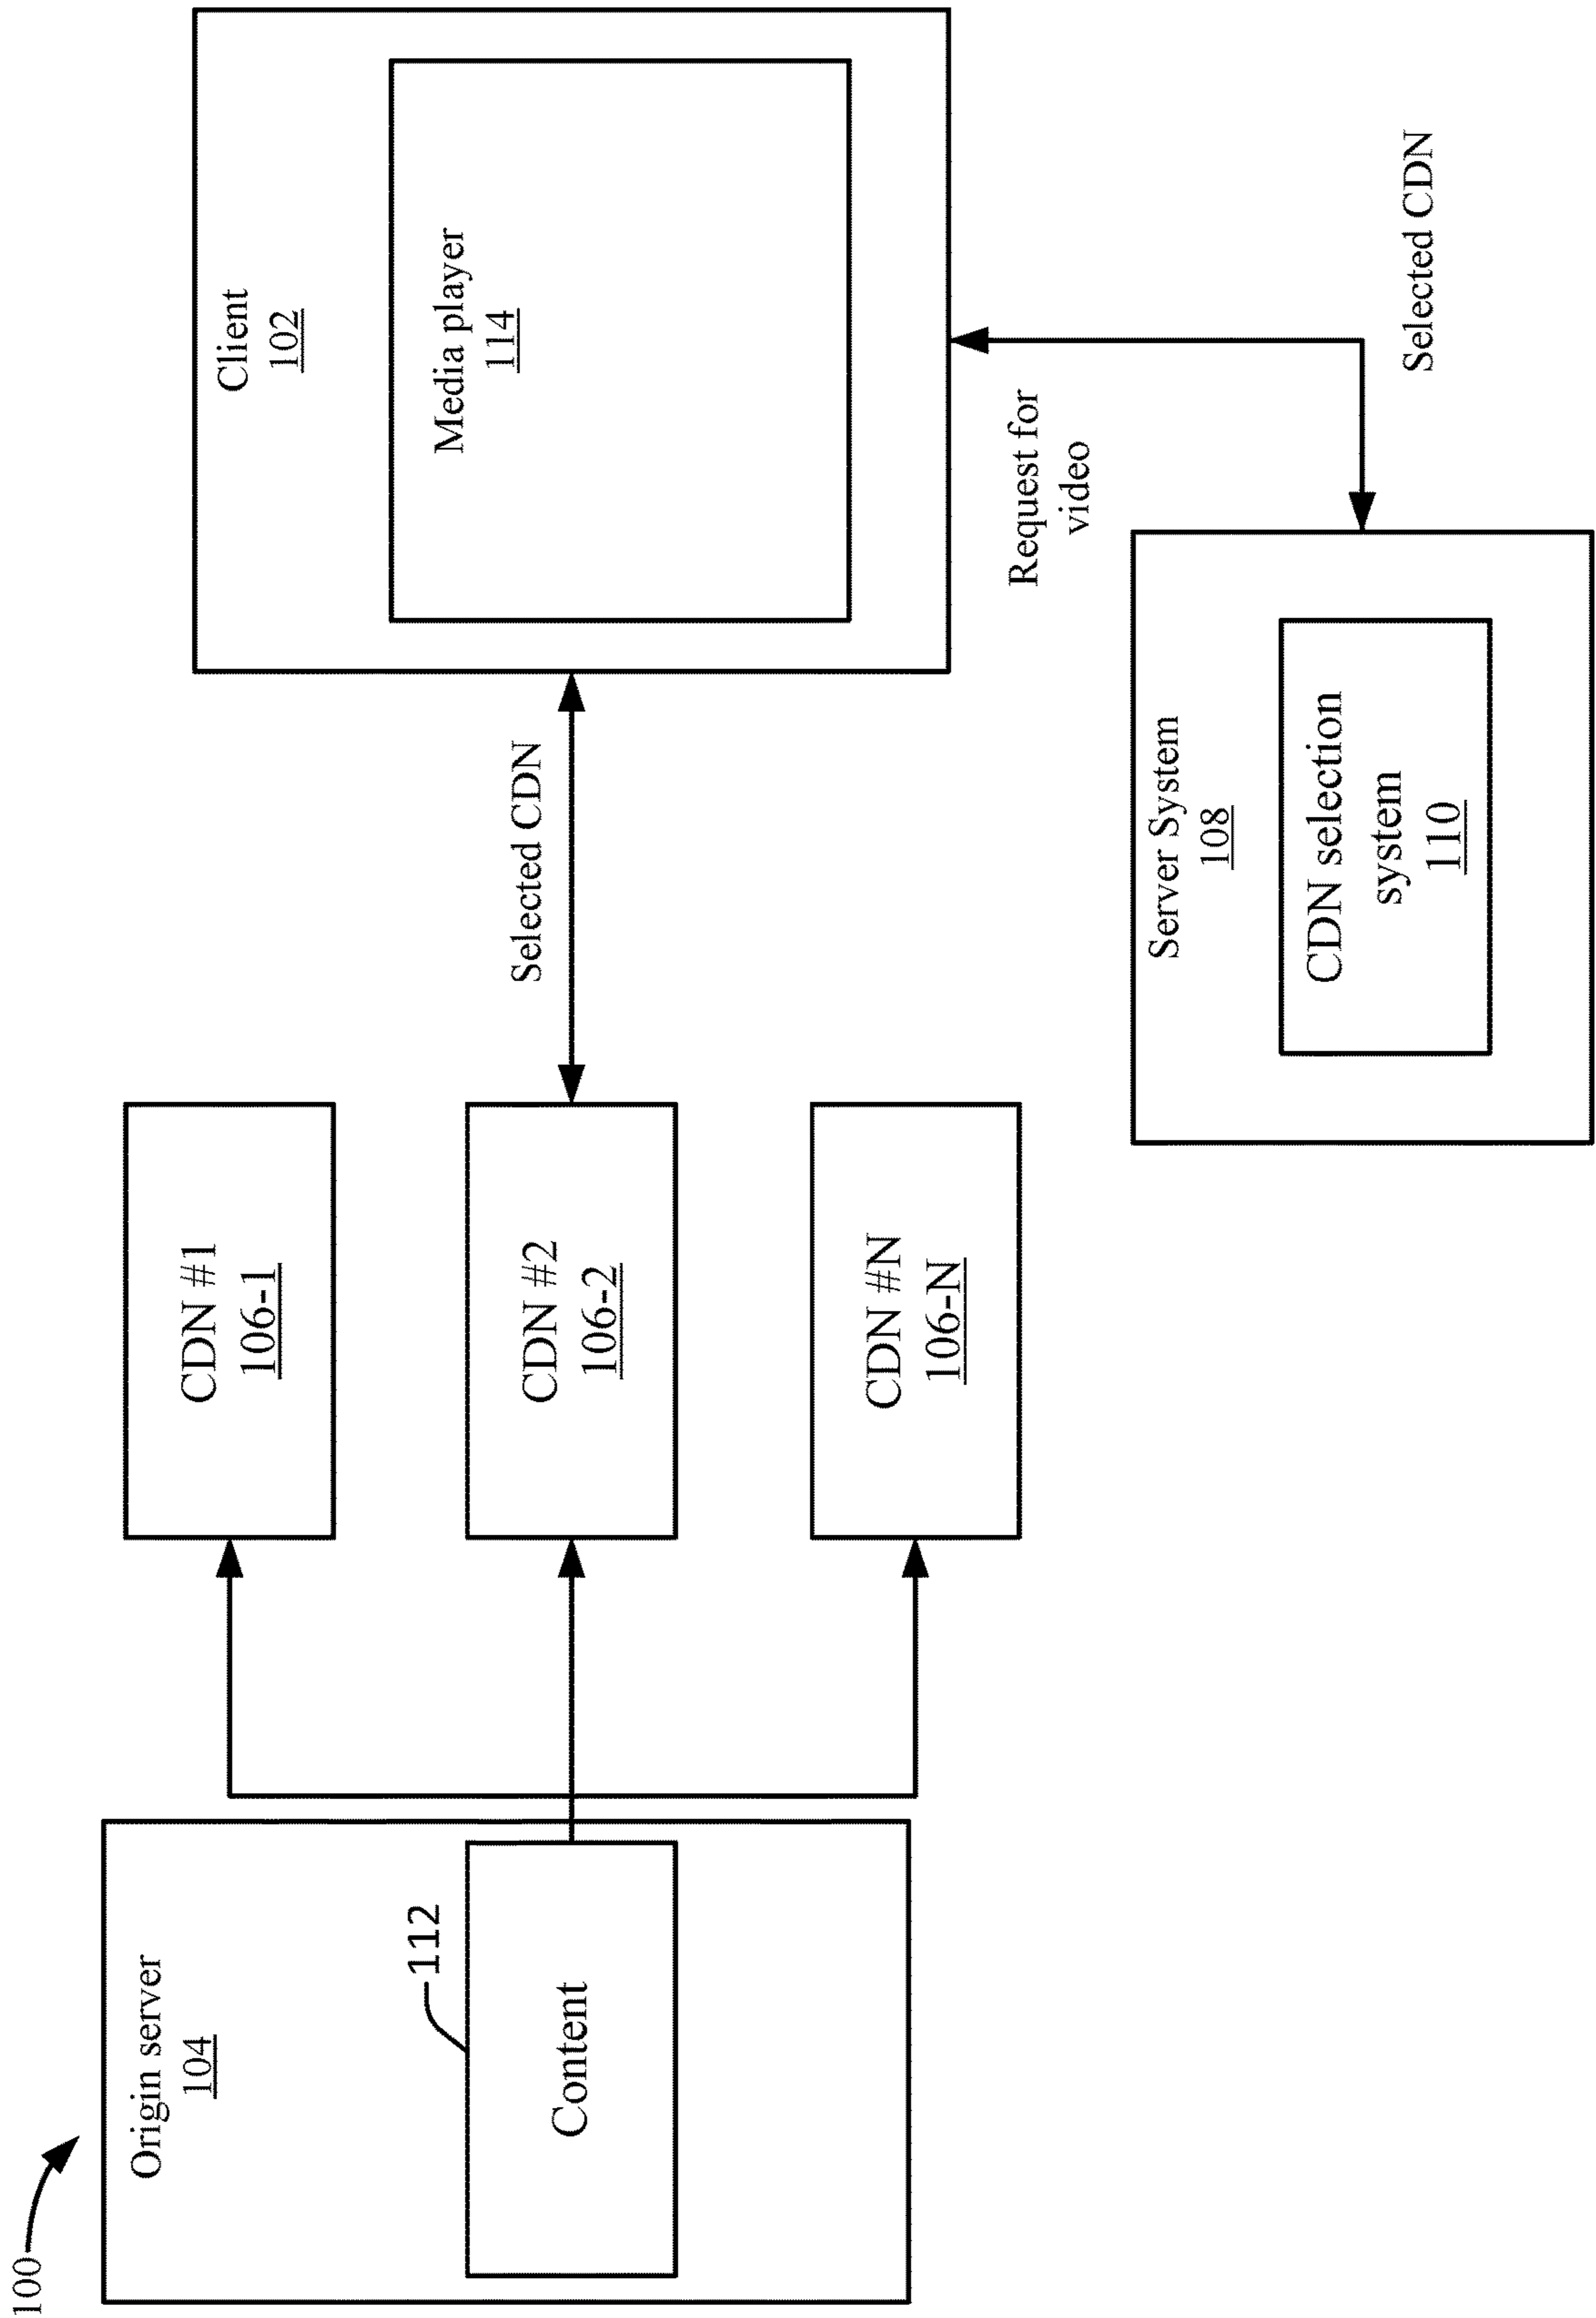 100
Origin server
104
112
Content
CDN #1
106-1
CDN #2
106-2
CDN #N
106-N
Selected CDN
Client
102
Media player
114
Request for
video
Selected CDN
Server System
108
CDN selection
system
110